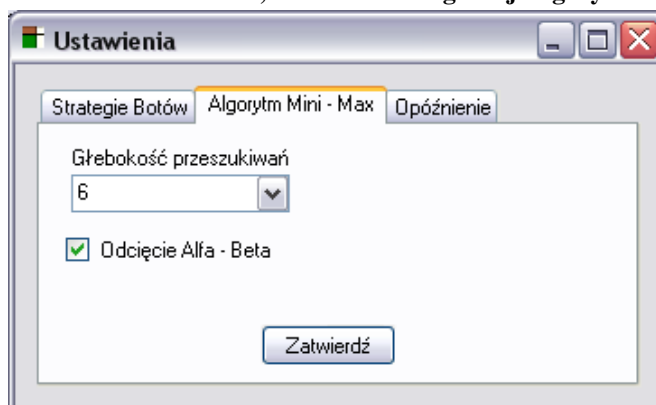 Ustawienia
Strategie Botów Algorytm Mini - Max Opóźnienie
Głebokość przeszukiwań
6
Odcięcie Alfa - Beta
Zatwierdź